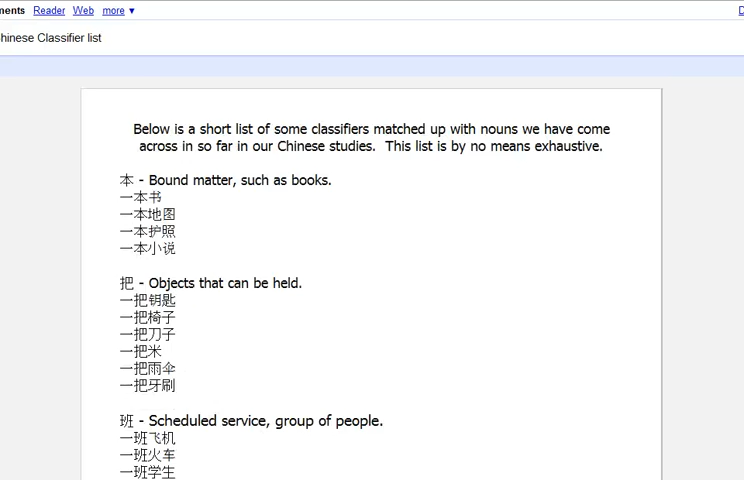 ments Reader Web more ▼ D
hinese Classifier list
Below is a short list of some classifiers matched up with nouns we have come
across in so far in our Chinese studies. This list is by no means exhaustive.
本 - Bound matter, such as books.
一本书
一本地图
一本护照
一本小说
把 - Objects that can be held.
一把钥匙
一把椅子
一把刀子
一把米
一把雨伞
一把牙刷
班 - Scheduled service, group of people.
一班飞机
一班火车
一班学生